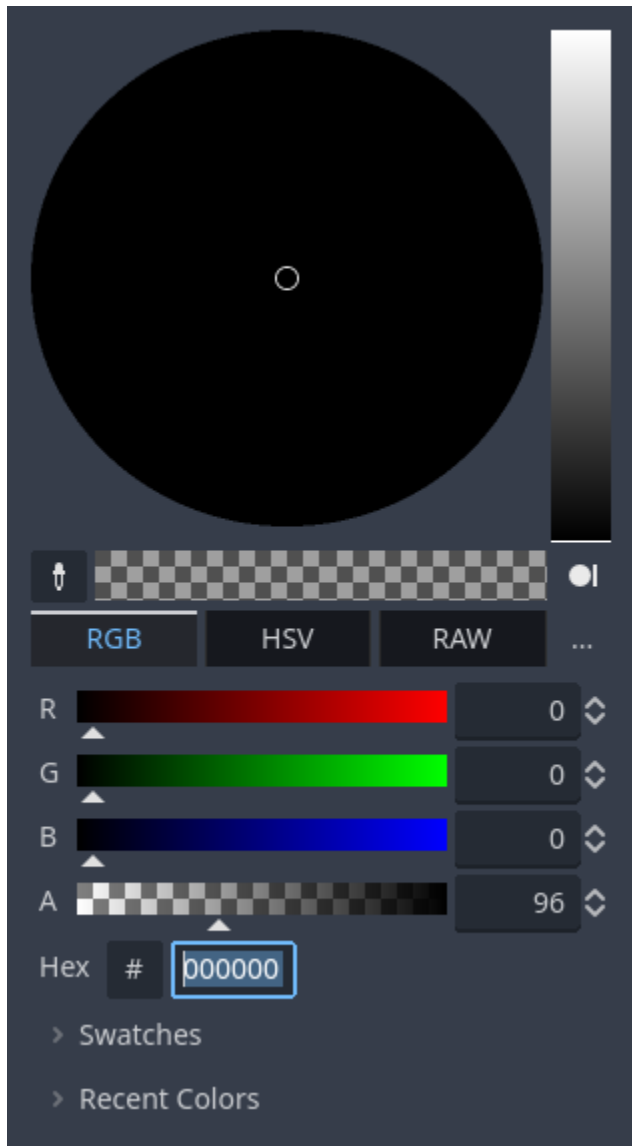 RGB HSV RAW ...
R 0
G 0
B 0
A 96
Hex # 000000
Swatches
Recent Colors